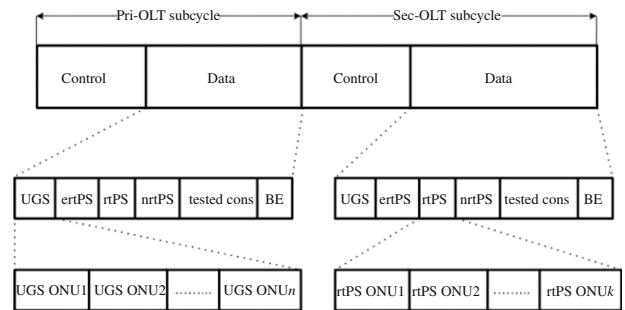 Pri-OLT subcycle Sec-OLT subcycle
Control Data Control Data
UGS ertPS rtPS nrtPS tested cons BE UGS ertPS rtPS nrtPS tested cons BE
UGS ONU1 UGS ONU2 ......... UGS ONUn rtPS ONU1 rtPS ONU2 ......... rtPS ONUk